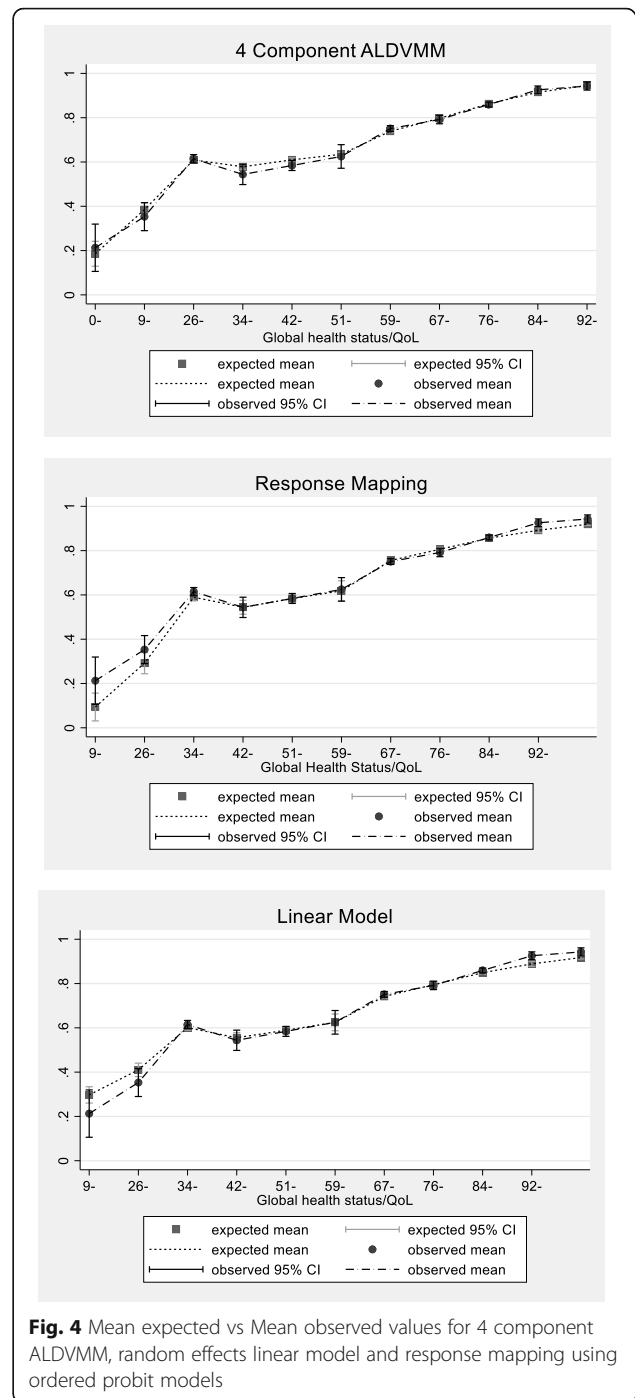 4 Component ALDVMM
1
.8
.6
.4
.2
0
0- 9- 26- 34- 42- 51- 59- 67- 76- 84- 92-
Global health status/QoL
expected mean expected 95% CI
expected mean observed mean
observed 95% CI observed mean
Response Mapping
1
.8
.6
.4
.2
0
9- 26- 34- 42- 51- 59- 67- 76- 84- 92-
Global Health Status/QoL
expected mean expected 95% CI
expected mean observed mean
observed 95% CI observed mean
Linear Model
1
.8
.6
.4
.2
0
9- 26- 34- 42- 51- 59- 67- 76- 84- 92-
Global health status/QoL
expected mean expected 95% CI
expected mean observed mean
observed 95% CI observed mean
Fig. 4 Mean expected vs Mean observed values for 4 component
ALDVMM, random effects linear model and response mapping using
ordered probit models